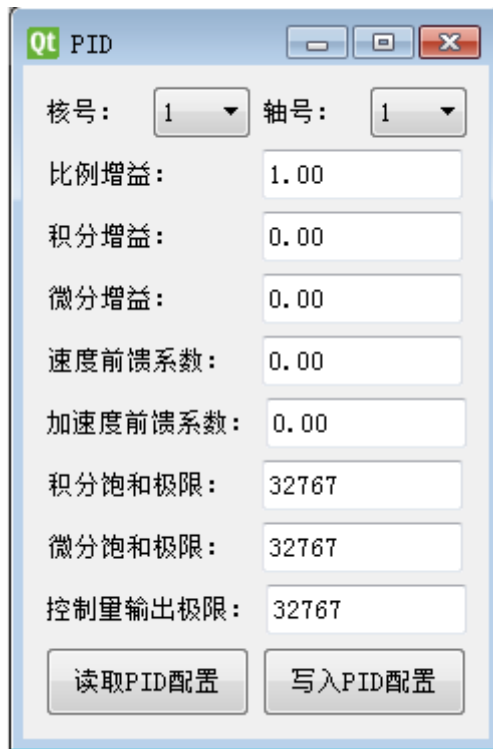 Qt PID
核号： 1 轴号： 1
比例增益： 1.00
积分增益： 0.00
微分增益： 0.00
速度前馈系数： 0.00
加速度前馈系数： 0.00
积分饱和极限： 32767
微分饱和极限： 32767
控制量输出极限： 32767
读取PID配置 写入PID配置